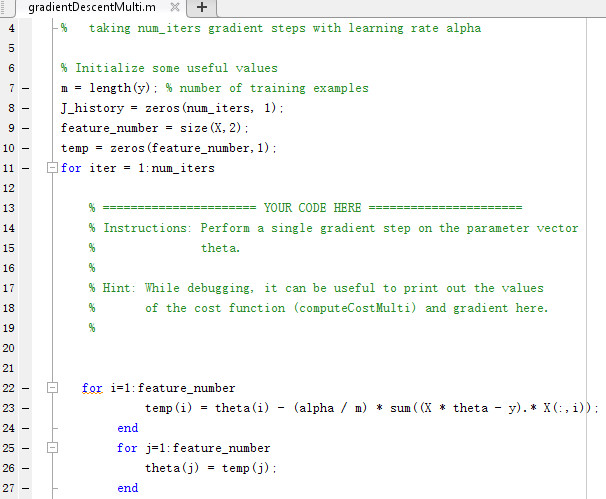 gradientDescentMulti.m × +
4 % taking num_iters gradient steps with learning rate alpha
5
6 % Initialize some useful values
7 – m = length(y); % number of training examples
8 – J_history = zeros(num_iters, 1);
9 – feature_number = size(X,2);
10 – temp = zeros(feature_number,1);
11 – for iter = 1:num_iters
12
13 % ====================== YOUR CODE HERE ======================
14 % Instructions: Perform a single gradient step on the parameter vector
15 % theta.
16 %
17 % Hint: While debugging, it can be useful to print out the values
18 % of the cost function (computeCostMulti) and gradient here.
19 %
20
21
22 – for i=1:feature_number
23 – temp(i) = theta(i) - (alpha / m) * sum((X * theta - y).* X(:,i));
24 – end
25 – for j=1:feature_number
26 – theta(j) = temp(j);
27 – end